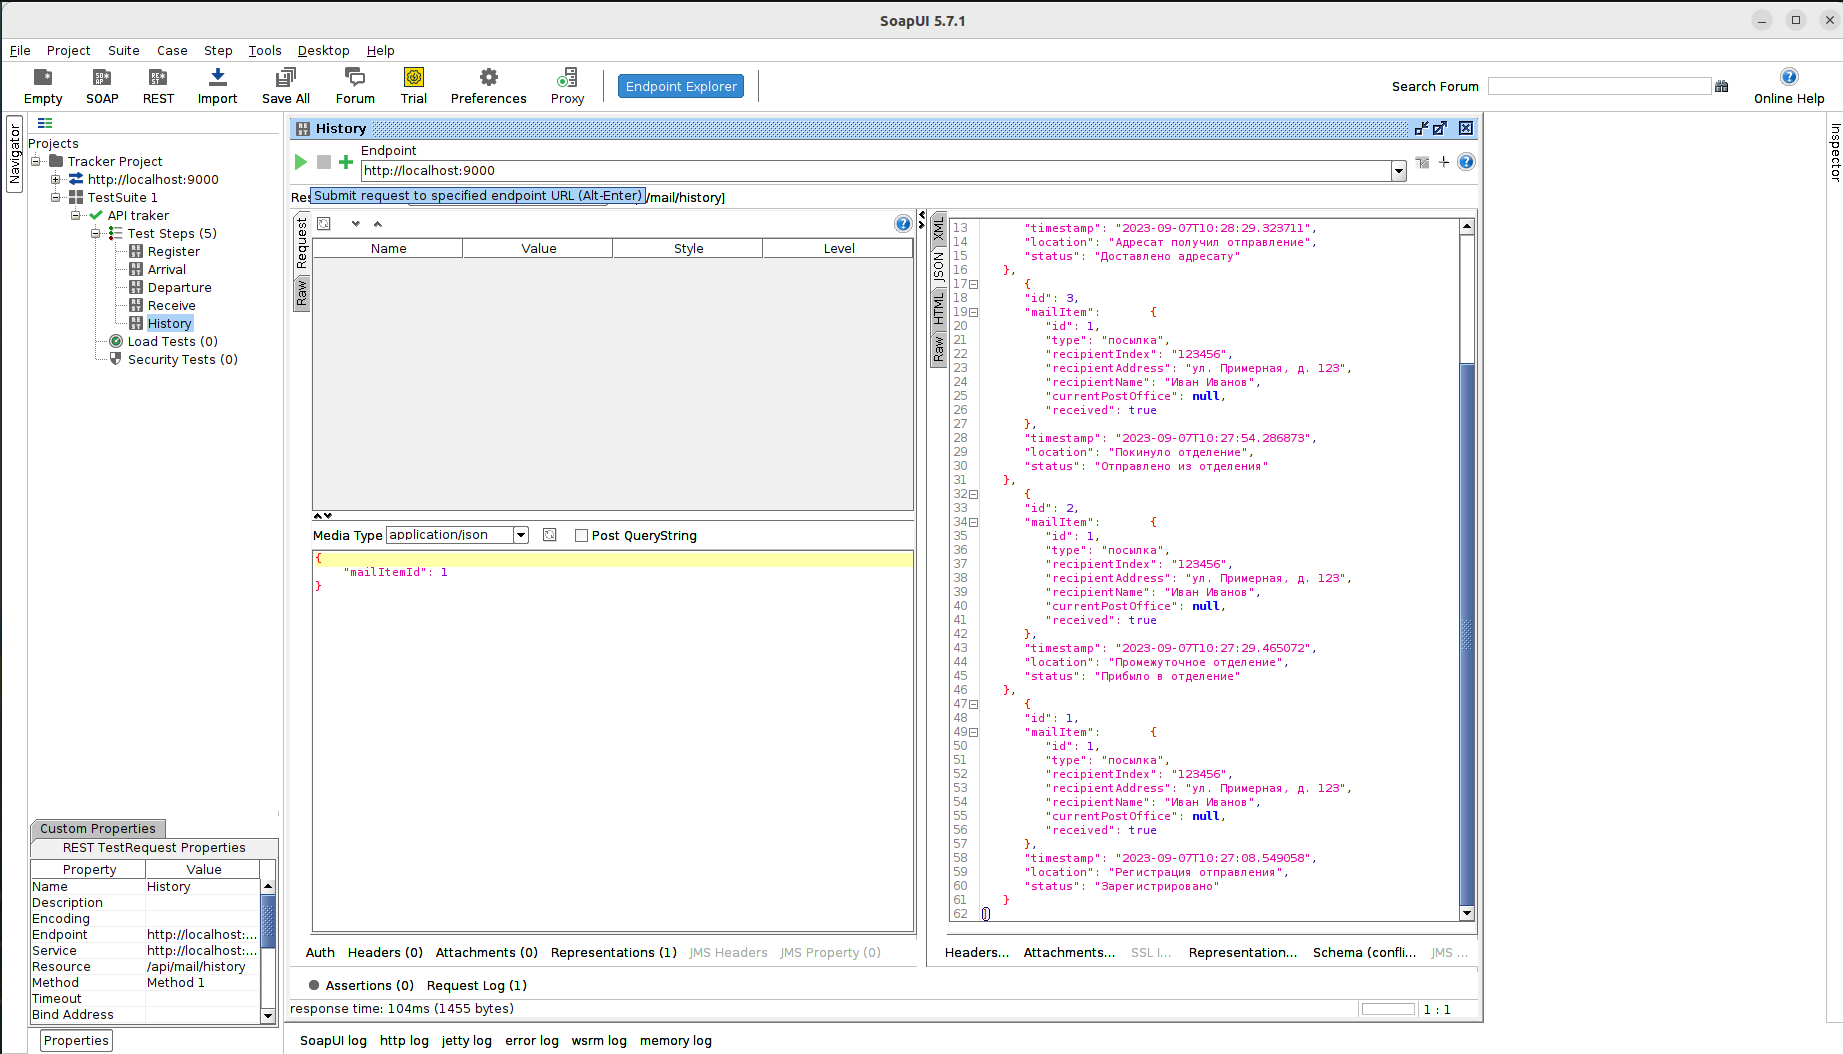 SoapUI 5.7.1
File Project Suite Case Step Tools Desktop Help
Empty SOAP REST Import Save All Forum Trial Preferences Proxy
Endpoint Explorer
Search Forum
Online Help
Navigator
Projects
Tracker Project
http://localhost:9000
TestSuite 1
API traker
Test Steps (5)
Register
Arrival
Departure
Receive
History
Load Tests (0)
Security Tests (0)
Custom Properties
REST TestRequest Properties
Property Value
Name History
Description
Encoding
Endpoint http://localhost:...
Service http://localhost:...
Resource /api/mail/history
Method Method 1
Timeout
Bind Address
Properties
History
Endpoint
http://localhost:9000
Submit request to specified endpoint URL (Alt-Enter)
/mail/history]
Request
Raw
Name Value Style Level
Media Type application/json Post QueryString
{
"mailItemId": 1
}
Auth Headers (0) Attachments (0) Representations (1) JMS Headers JMS Property (0)
XML
JSON
HTML
Raw
13 "timestamp": "2023-09-07T10:28:29.323711",
14 "location": "Адресат получил отправление",
15 "status": "Доставлено адресату"
16 },
17 {
18 "id": 3,
19 "mailItem": {
20 "id": 1,
21 "type": "посылка",
22 "recipientIndex": "123456",
23 "recipientAddress": "ул. Примерная, д. 123",
24 "recipientName": "Иван Иванов",
25 "currentPostOffice": null,
26 "received": true
27 },
28 "timestamp": "2023-09-07T10:27:54.286873",
29 "location": "Покинуло отделение",
30 "status": "Отправлено из отделения"
31 },
32 {
33 "id": 2,
34 "mailItem": {
35 "id": 1,
36 "type": "посылка",
37 "recipientIndex": "123456",
38 "recipientAddress": "ул. Примерная, д. 123",
39 "recipientName": "Иван Иванов",
40 "currentPostOffice": null,
41 "received": true
42 },
43 "timestamp": "2023-09-07T10:27:29.465072",
44 "location": "Промежуточное отделение",
45 "status": "Прибыло в отделение"
46 },
47 {
48 "id": 1,
49 "mailItem": {
50 "id": 1,
51 "type": "посылка",
52 "recipientIndex": "123456",
53 "recipientAddress": "ул. Примерная, д. 123",
54 "recipientName": "Иван Иванов",
55 "currentPostOffice": null,
56 "received": true
57 },
58 "timestamp": "2023-09-07T10:27:08.549058",
59 "location": "Регистрация отправления",
60 "status": "Зарегистрировано"
61 }
62 ]
Headers... Attachments... SSL I... Representation... Schema (confli... JMS ...
Assertions (0) Request Log (1)
response time: 104ms (1455 bytes)
1 : 1
SoapUI log http log jetty log error log wsrm log memory log
Inspector